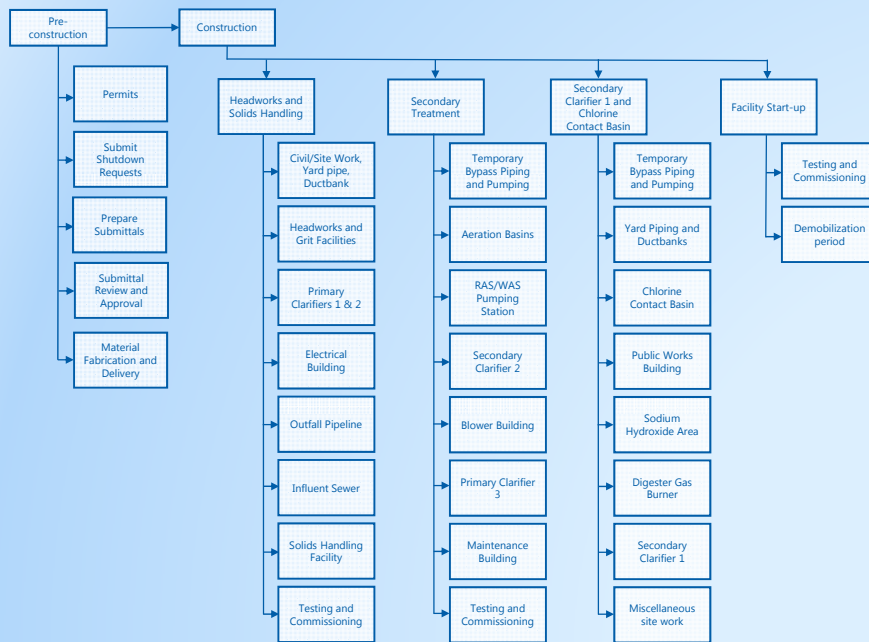 Pre-
construction
Construction
Permits
Submit
Shutdown
Requests
Prepare
Submittals
Submittal
Review and
Approval
Material
Fabrication and
Delivery
Headworks and
Solids Handling
Civil/Site Work,
Yard pipe,
Ductbank
Headworks and
Grit Facilities
Primary
Clarifiers 1 & 2
Electrical
Building
Outfall Pipeline
Influent Sewer
Solids Handling
Facility
Testing and
Commissioning
Secondary
Treatment
Temporary
Bypass Piping
and Pumping
Aeration Basins
RAS/WAS
Pumping
Station
Secondary
Clarifier 2
Blower Building
Primary Clarifier
3
Maintenance
Building
Testing and
Commissioning
Secondary
Clarifier 1 and
Chlorine
Contact Basin
Temporary
Bypass Piping
and Pumping
Yard Piping and
Ductbanks
Chlorine
Contact Basin
Public Works
Building
Sodium
Hydroxide Area
Digester Gas
Burner
Secondary
Clarifier 1
Miscellaneous
site work
Facility Start-up
Testing and
Commissioning
Demobilization
period